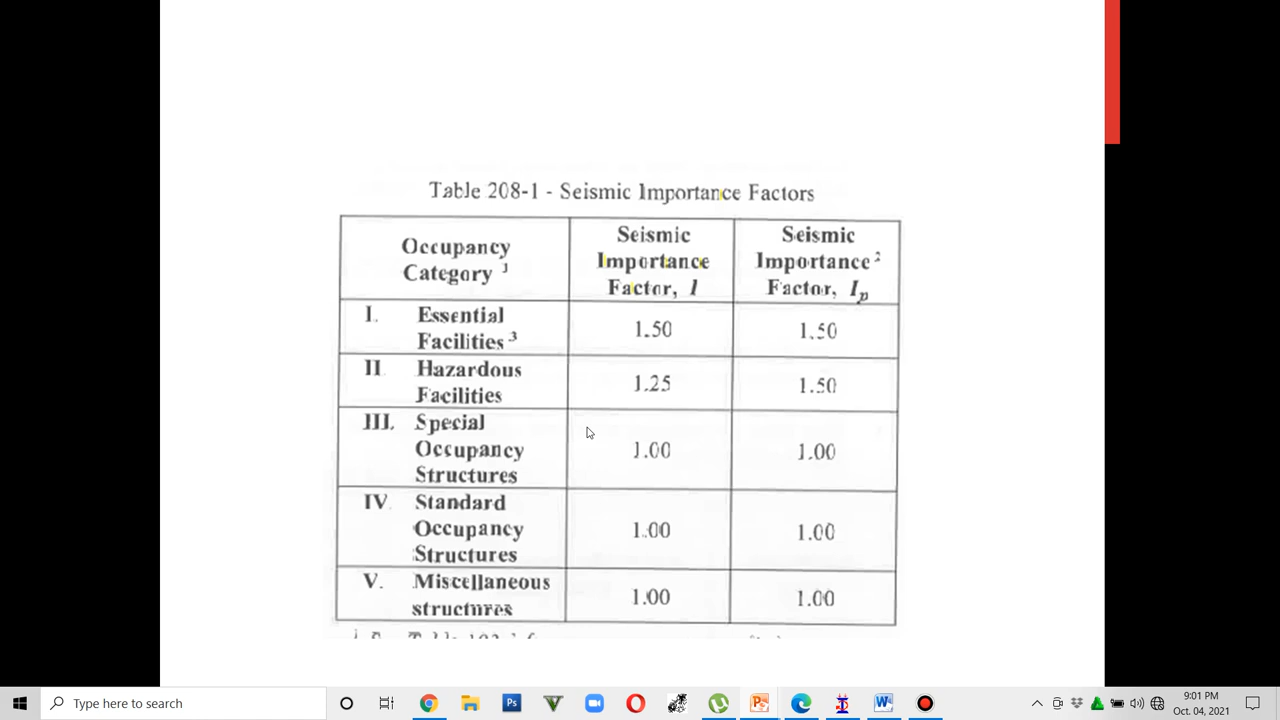 Table 208-1 - Seismic Importance Factors
Occupancy
Category 1
Seismic
Importance
Factor, I
Seismic
Importance 2
Factor, Ip
I. Essential
Facilities 3
1.50
1.50
II Hazardous
Facilities
1.25
1.50
III. Special
Occupancy
Structures
1.00
1.00
IV. Standard
Occupancy
Structures
1.00
1.00
V. Miscellaneous
structures
1.00
1.00
Type here to search
9:01 PM
Oct. 04, 2021